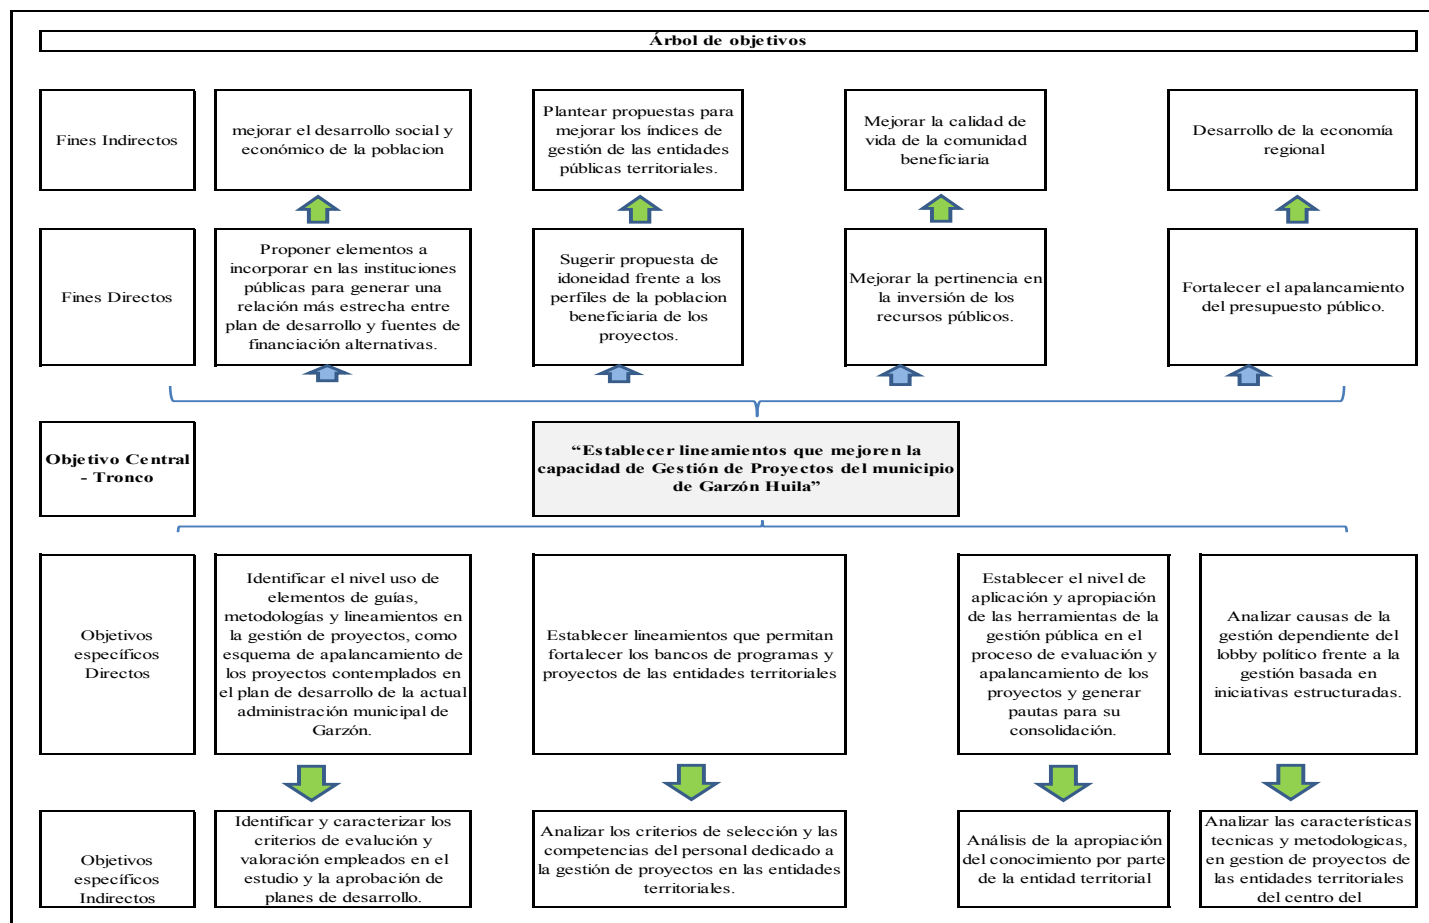 Árbol de objetivos
Fines Indirectos
mejorar el desarrollo social y
económico de la poblacion
Plantear propuestas para
mejorar los índices de
gestión de las entidades
públicas territoriales.
Mejorar la calidad de
vida de la comunidad
beneficiaria
Desarrollo de la economía
regional
Fines Directos
Proponer elementos a
incorporar en las instituciones
públicas para generar una
relación más estrecha entre
plan de desarrollo y fuentes de
financiación alternativas.
Sugerir propuesta de
idoneidad frente a los
perfiles de la poblacion
beneficiaria de los
proyectos.
Mejorar la pertinencia en
la inversión de los
recursos públicos.
Fortalecer el apalancamiento
del presupuesto público.
Objetivo Central
- Tronco
“Establecer lineamientos que mejoren la
capacidad de Gestión de Proyectos del municipio
de Garzón Huila”
Objetivos
específicos
Directos
Identificar el nivel uso de
elementos de guías,
metodologías y lineamientos en
la gestión de proyectos, como
esquema de apalancamiento de
los proyectos contemplados en
el plan de desarrollo de la actual
administración municipal de
Garzón.
Establecer lineamientos que permitan
fortalecer los bancos de programas y
proyectos de las entidades territoriales
Establecer el nivel de
aplicación y apropiación
de las herramientas de la
gestión pública en el
proceso de evaluación y
apalancamiento de los
proyectos y generar
pautas para su
consolidación.
Analizar causas de la
gestión dependiente del
lobby político frente a la
gestión basada en
iniciativas estructuradas.
Objetivos
específicos
Indirectos
Identificar y caracterizar los
criterios de evalución y
valoración empleados en el
estudio y la aprobación de
planes de desarrollo.
Analizar los criterios de selección y las
competencias del personal dedicado a
la gestión de proyectos en las entidades
territoriales.
Análisis de la apropiación
del conocimiento por parte
de la entidad territorial
Analizar las características
tecnicas y metodologicas,
en gestion de proyectos de
las entidades territoriales
del centro del